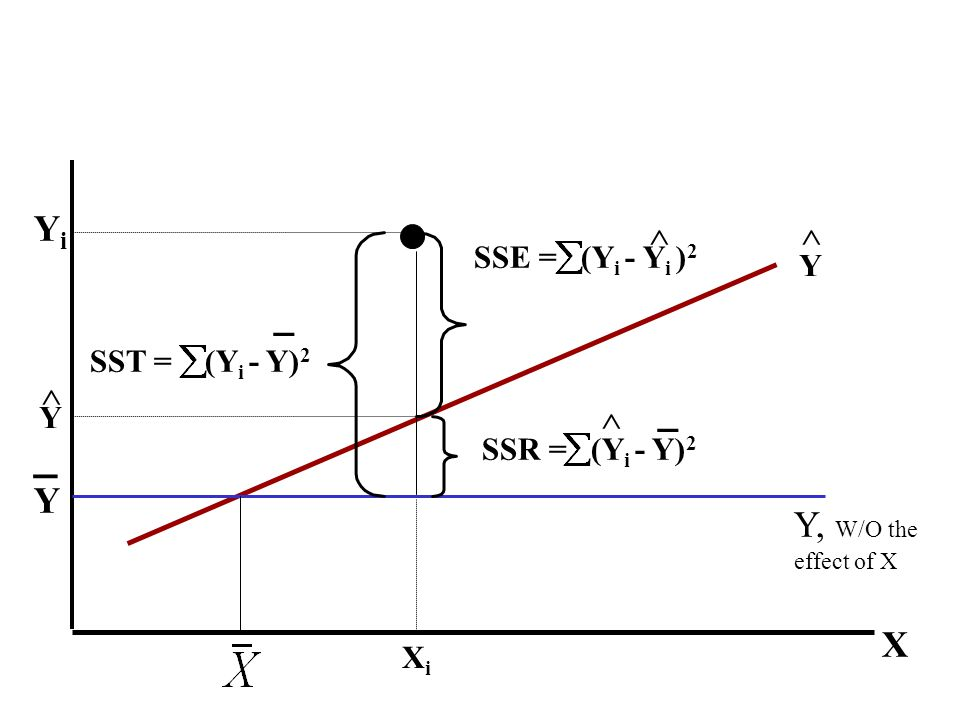 Yᵢ
SSE = ∑(Yᵢ - Ŷᵢ )²
Ŷ
SST = ∑(Yᵢ - Ȳ)²
Ŷ
SSR = ∑(Ŷᵢ - Ȳ)²
Ȳ
Y, W/O the
effect of X
X
X̄
Xᵢ